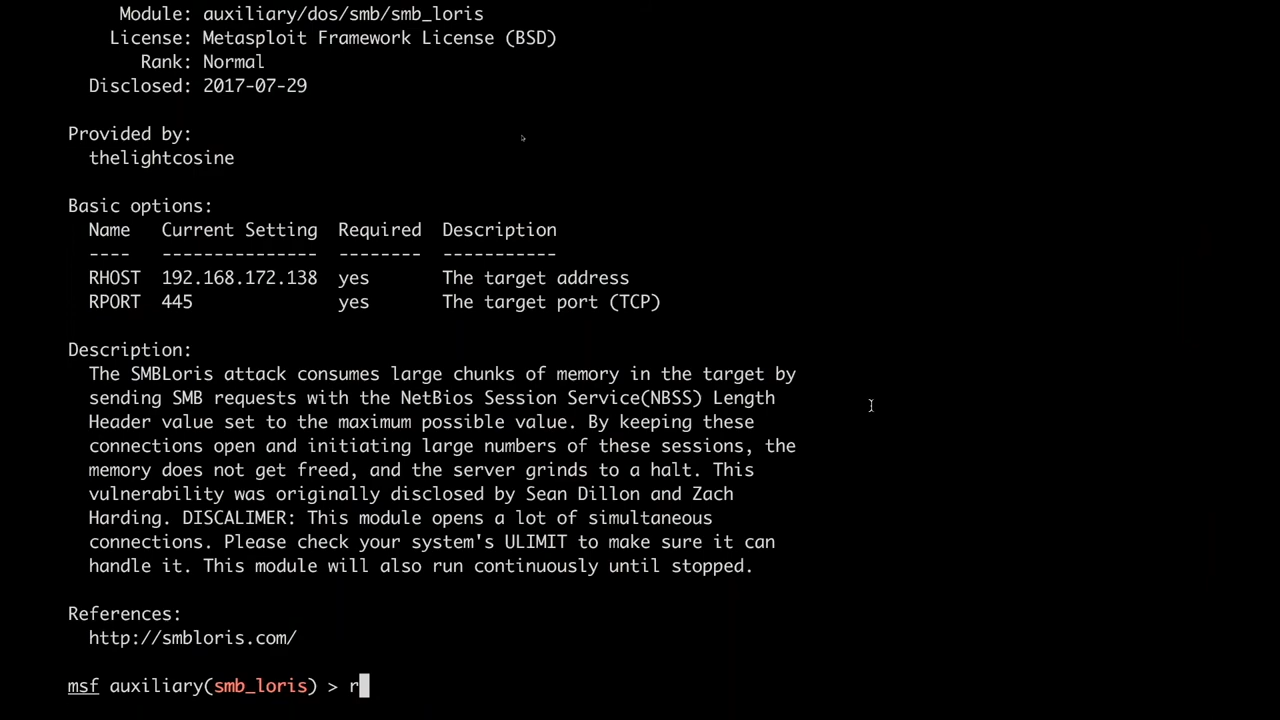 Module: auxiliary/dos/smb/smb_loris
License: Metasploit Framework License (BSD)
Rank: Normal
Disclosed: 2017-07-29
Provided by:
thelightcosine
Basic options:
Name Current Setting Required Description
---- --------------- -------- -----------
RHOST 192.168.172.138 yes The target address
RPORT 445 yes The target port (TCP)
Description:
The SMBLoris attack consumes large chunks of memory in the target by
sending SMB requests with the NetBios Session Service(NBSS) Length
Header value set to the maximum possible value. By keeping these
connections open and initiating large numbers of these sessions, the
memory does not get freed, and the server grinds to a halt. This
vulnerability was originally disclosed by Sean Dillon and Zach
Harding. DISCALIMER: This module opens a lot of simultaneous
connections. Please check your system's ULIMIT to make sure it can
handle it. This module will also run continuously until stopped.
References:
http://smbloris.com/
msf auxiliary(smb_loris) > r